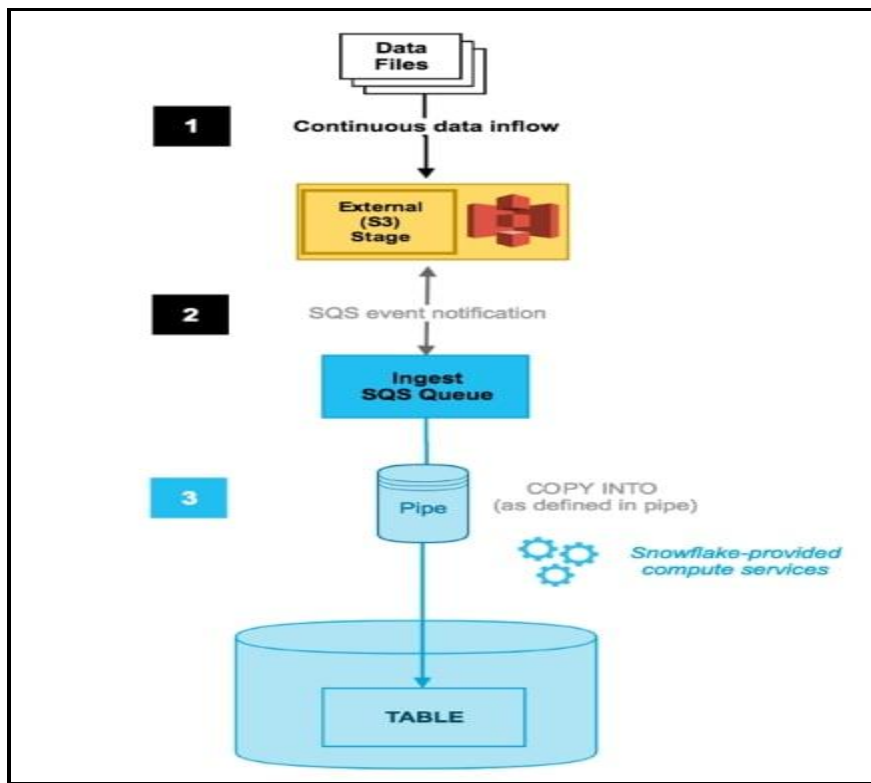 Data
Files
1
Continuous data inflow
External
(S3)
Stage
2
SQS event notification
Ingest
SQS Queue
3
Pipe
COPY INTO
(as defined in pipe)
Snowflake-provided
compute services
TABLE